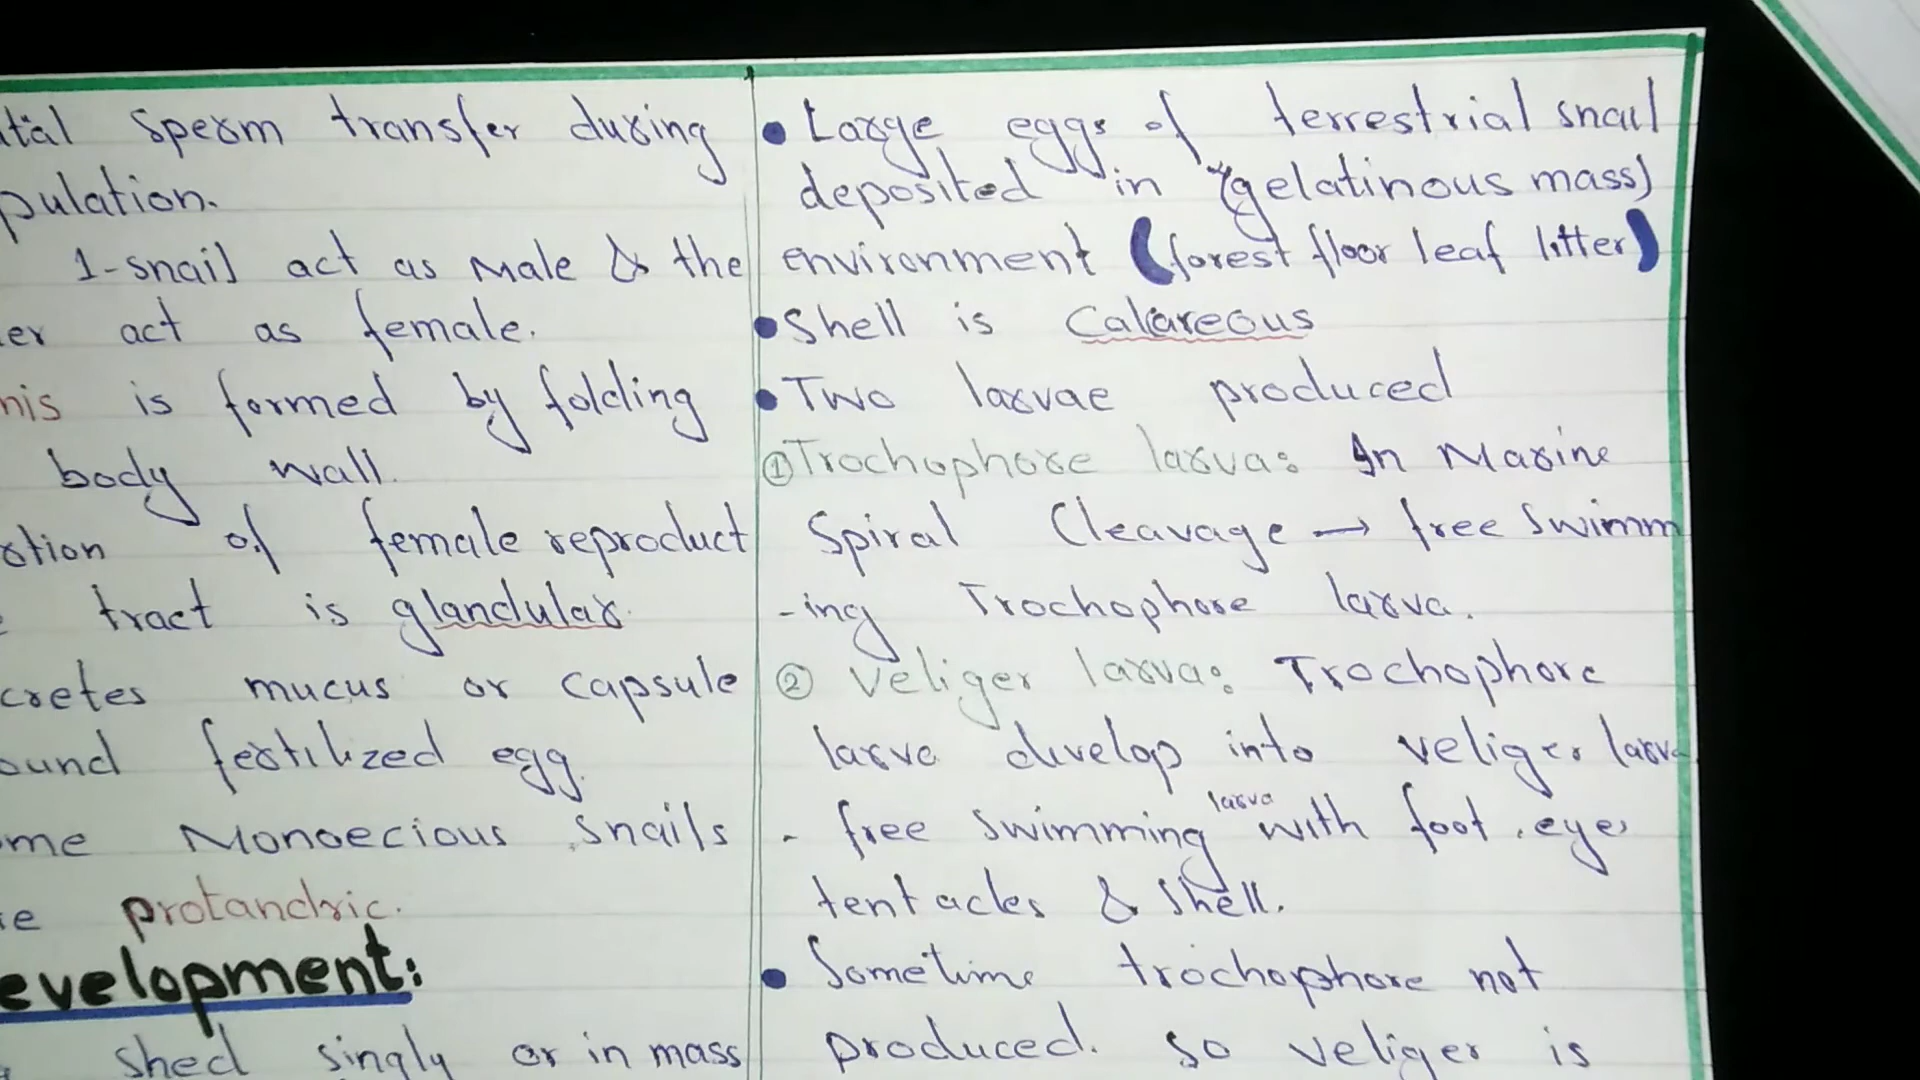 ital sperm transfer during
pulation.
1-snail act as Male & the
er act as female.
nis is formed by folding
body wall.
ction of female reproduct
tract is glandular
cretes mucus or capsule
ound fertilized egg.
me Monoecious snails
re protandric.
evelopment:
shed singly or in mass
• Large eggs of terrestrial snail
deposited in (gelatinous mass)
environment (forest floor leaf litter)
• Shell is Calcareous
• Two larvae produced
① Trochophore larva: In Marine
Spiral Cleavage → free Swimm
-ing Trochophore larva.
② Veliger larva: Trochophore
larva develop into veliger larva
- free swimming larva with foot, eyes
tentacles & shell.
• Sometime trochophore not
produced. so veliger is